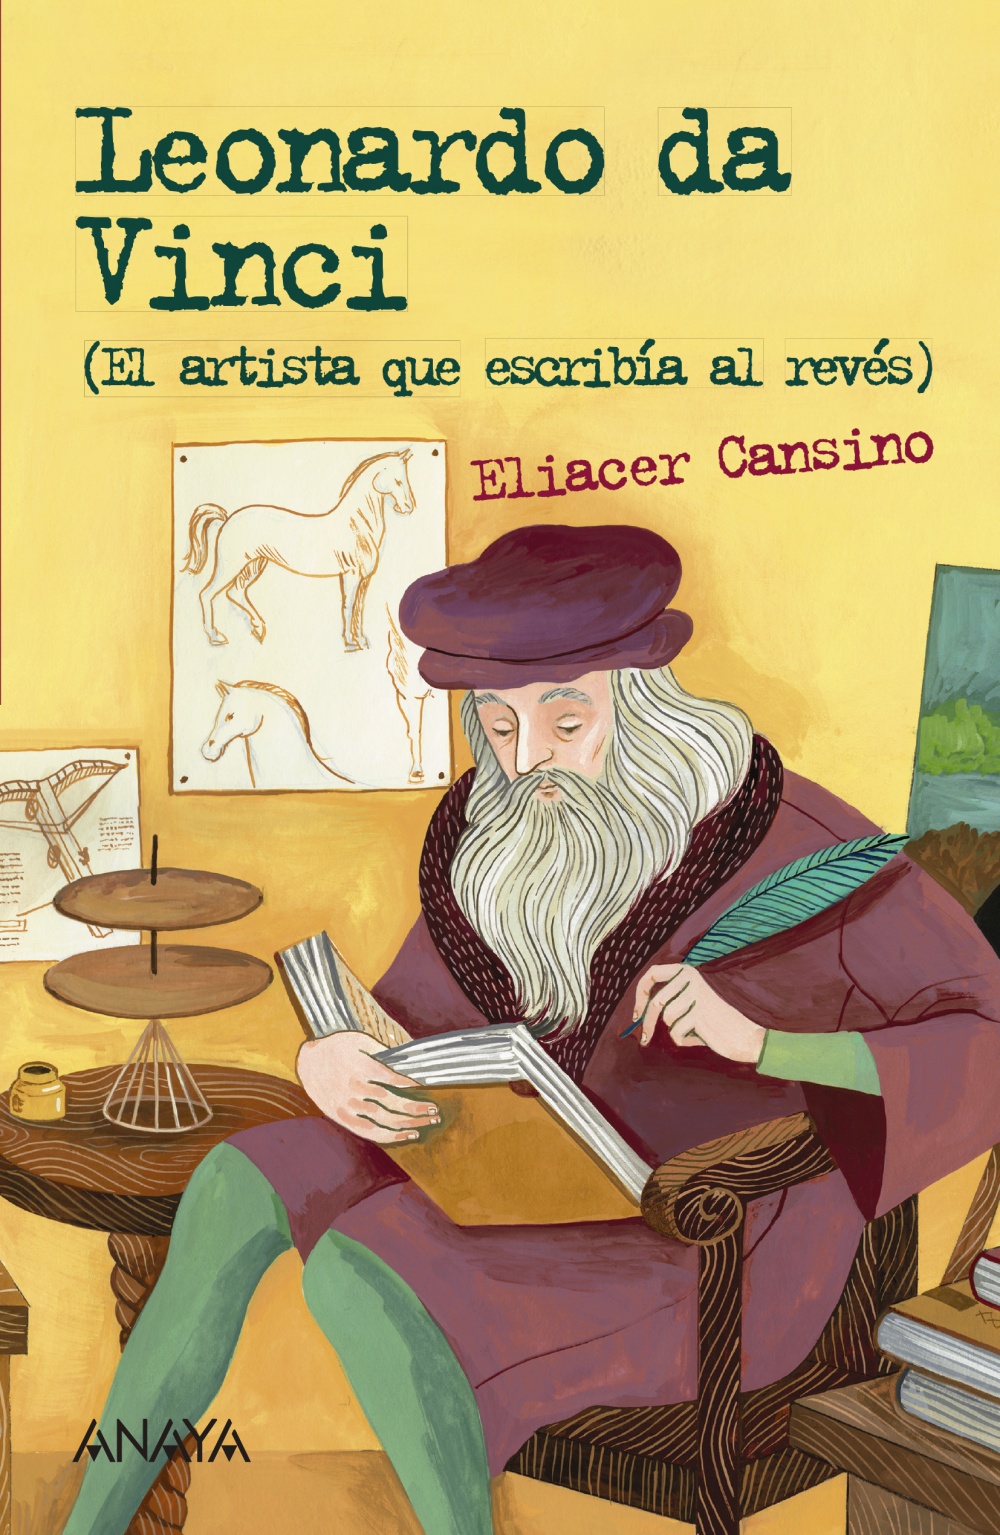 Leonardo da
Vinci
(El artista que escribía al revés)
Eliacer Cansino
ANAYA